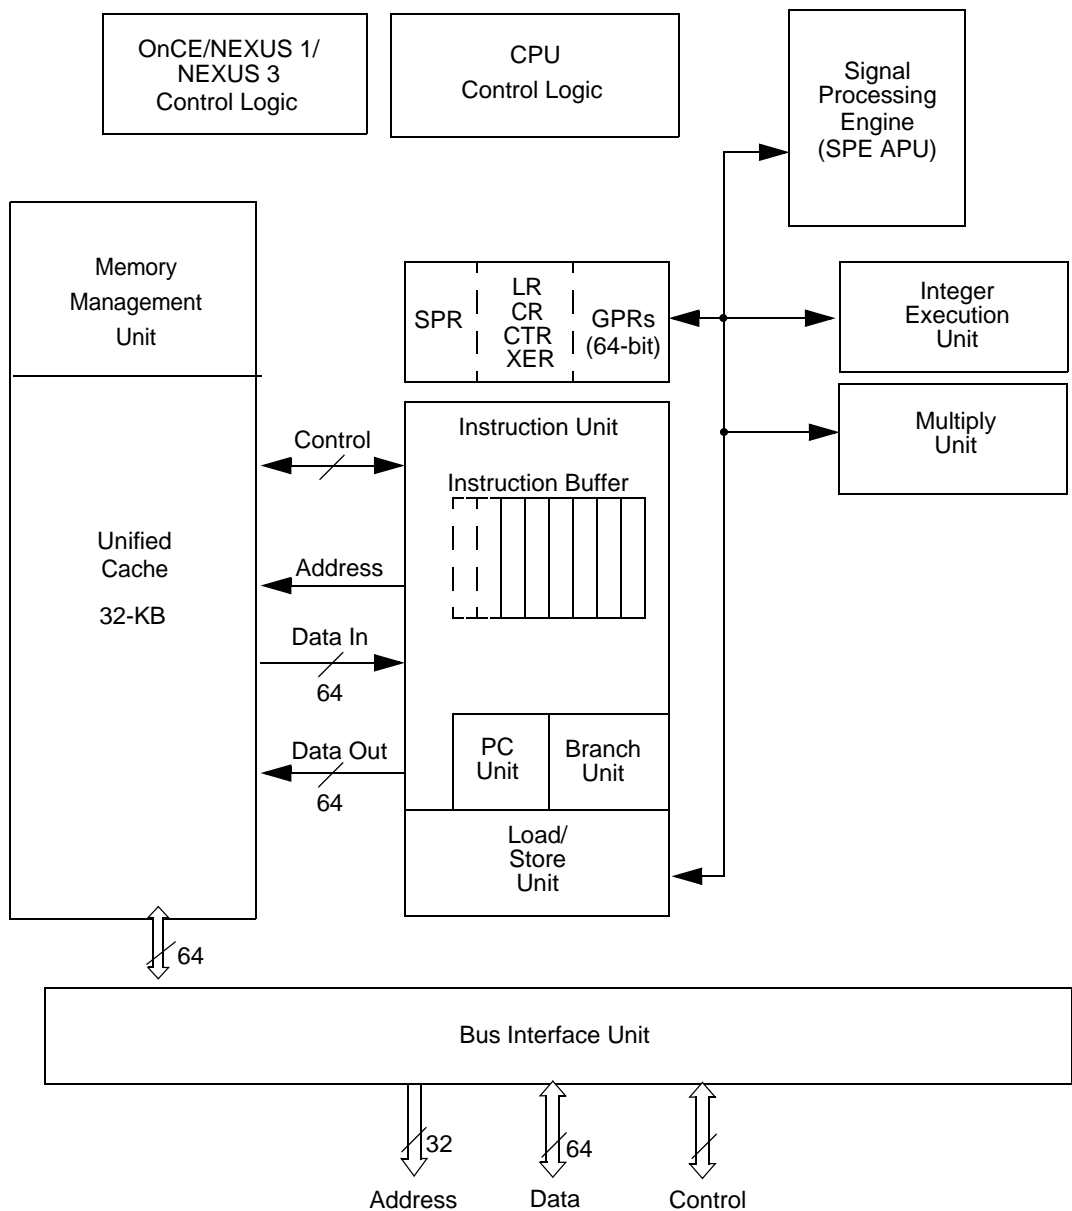 OnCE/NEXUS 1/
NEXUS 3
Control Logic
CPU
Control Logic
Signal
Processing
Engine
(SPE APU)
Memory
Management
Unit
SPR
LR
CR
CTR
XER
GPRs
(64-bit)
Integer
Execution
Unit
Multiply
Unit
Unified
Cache
32-KB
Control
Address
Data In
64
Data Out
64
Instruction Unit
Instruction Buffer
PC
Unit
Branch
Unit
Load/
Store
Unit
64
Bus Interface Unit
32
64
Address
Data
Control